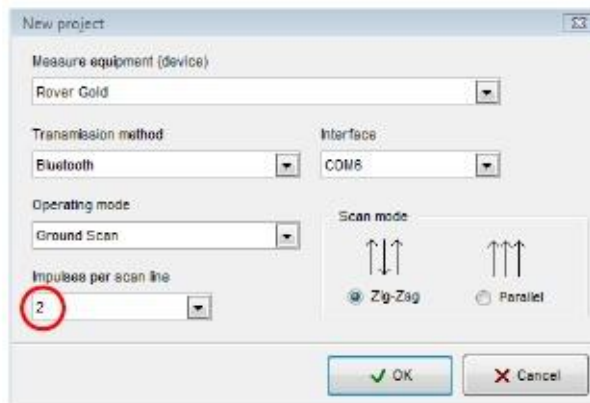 New project
Measure equipment (device)
Rover Gold
Transmission method
Interface
Bluetooth
COM6
Operating mode
Scan mode
Ground Scan
Impulses per scan line
Zig-Zag
Parallel
2
OK
Cancel